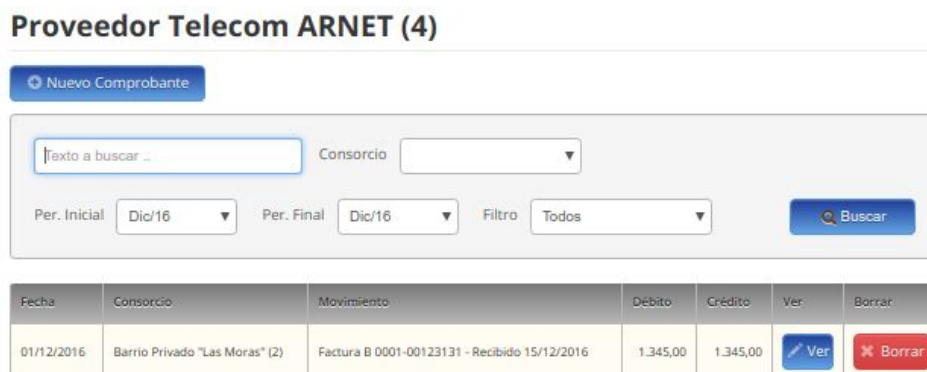 Proveedor Telecom ARNET (4)
Nuevo Comprobante
Texto a buscar .. Consorcio
Per. Inicial Dic/16 Per. Final Dic/16 Filtro Todos Buscar
Fecha Consorcio Movimiento Débito Crédito Ver Borrar
01/12/2016 Barrio Privado "Las Moras" (2) Factura B 0001-00123131 - Recibido 15/12/2016 1.345,00 1.345,00 Ver Borrar